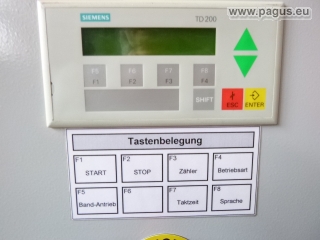 www.pagus.eu
SIEMENS TD 200
F5 F6 F7 F8
F1 F2 F3 F4
SHIFT ESC ENTER
Tastenbelegung
F1 F2 F3 F4
START STOP Zähler Betriebsart
F5 F6 F7 F8
Band-Antrieb Taktzeit Sprache